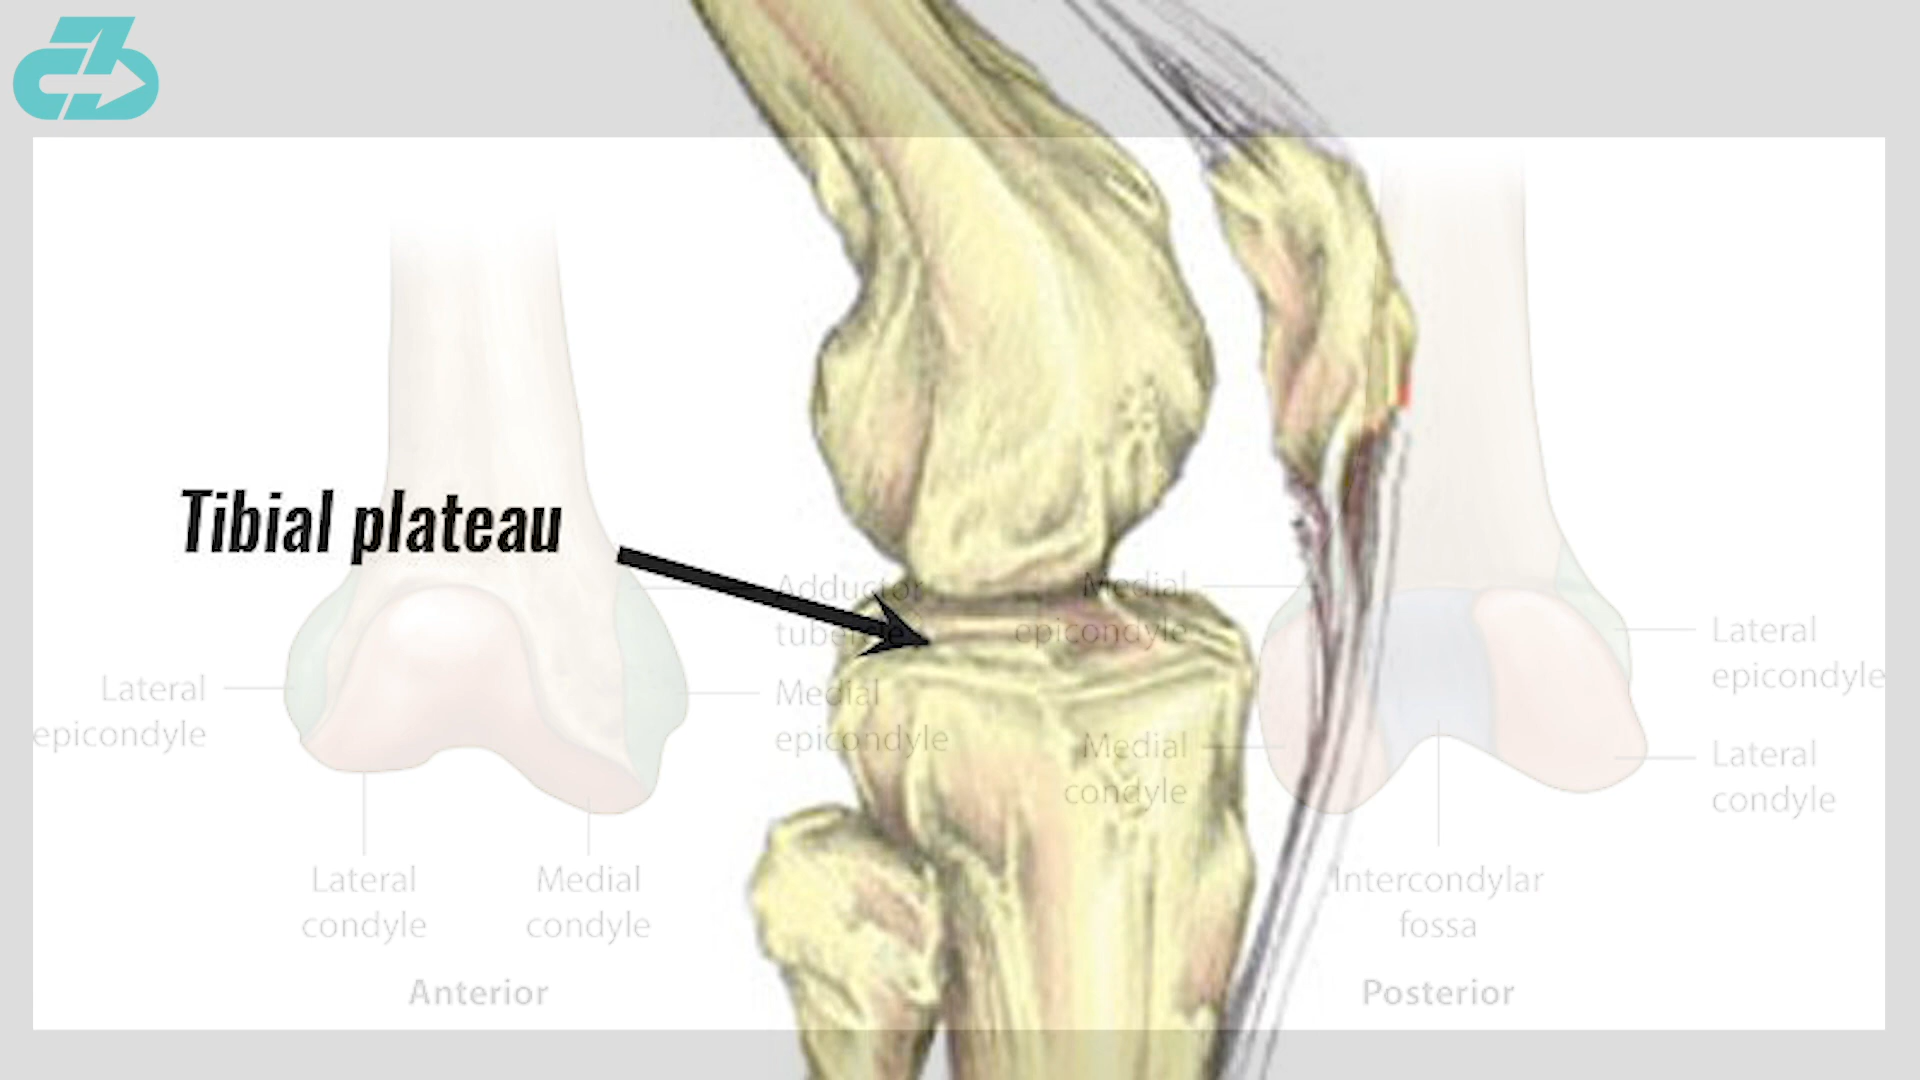 Tibial plateau
Adductor
tubercle
Medial
epicondyle
Lateral
epicondyle
Lateral
epicondyle
Medial
epicondyle
Medial
condyle
Lateral
condyle
Lateral
condyle
Medial
condyle
Intercondylar
fossa
Anterior
Posterior